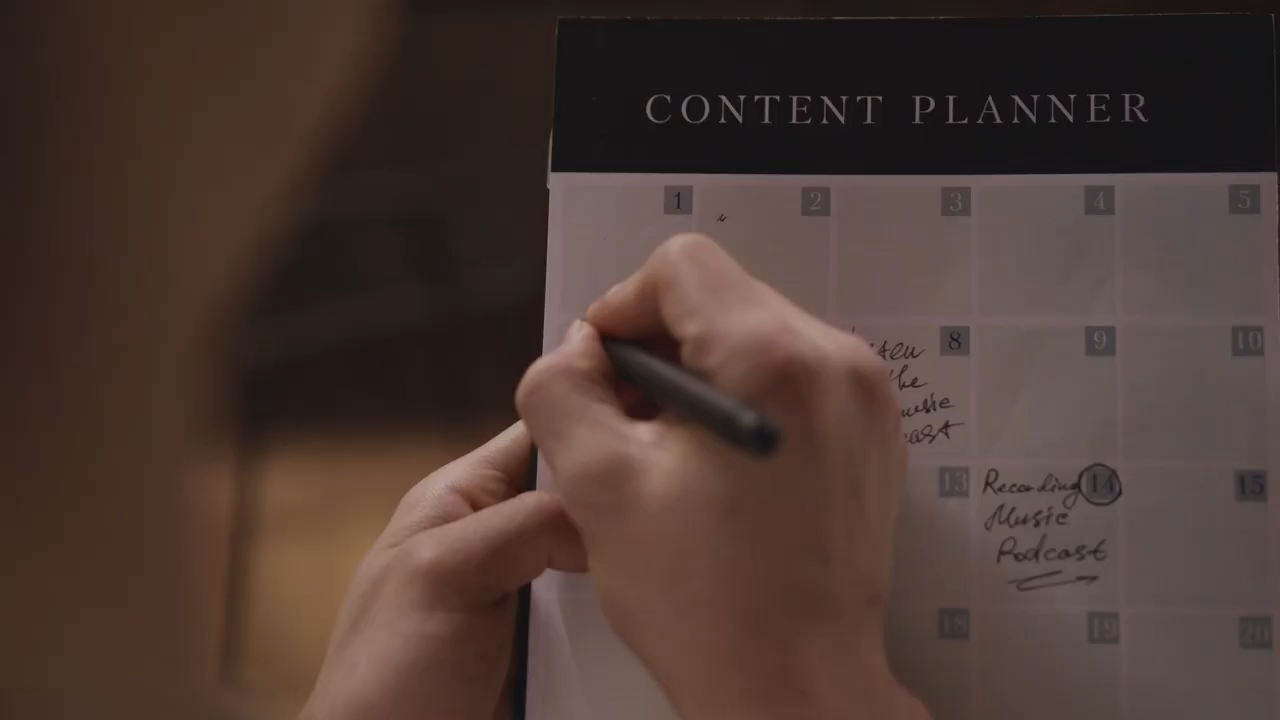 CONTENT PLANNER
1 2 3 4 5
8 9 10
the
13 Recording 14 15
Music
Podcast
18 19 20